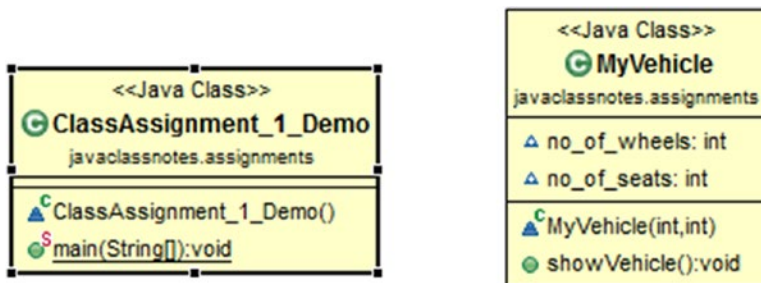 <<Java Class>>
ClassAssignment_1_Demo
javaclassnotes.assignments
ClassAssignment_1_Demo()
main(String[]):void
<<Java Class>>
MyVehicle
javaclassnotes.assignments
no_of_wheels: int
no_of_seats: int
MyVehicle(int,int)
showVehicle():void